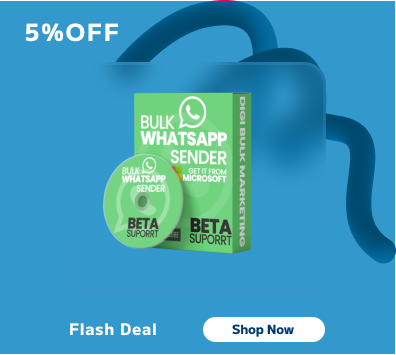 5%OFF
BULK
WHATSAPP
SENDER
GET IT FROM
MICROSOFT
BETA
SUPORRT
DIGI BULK MARKETING
BULK
WHATSAPP
SENDER
BETA
SUPORRT
Flash Deal
Shop Now